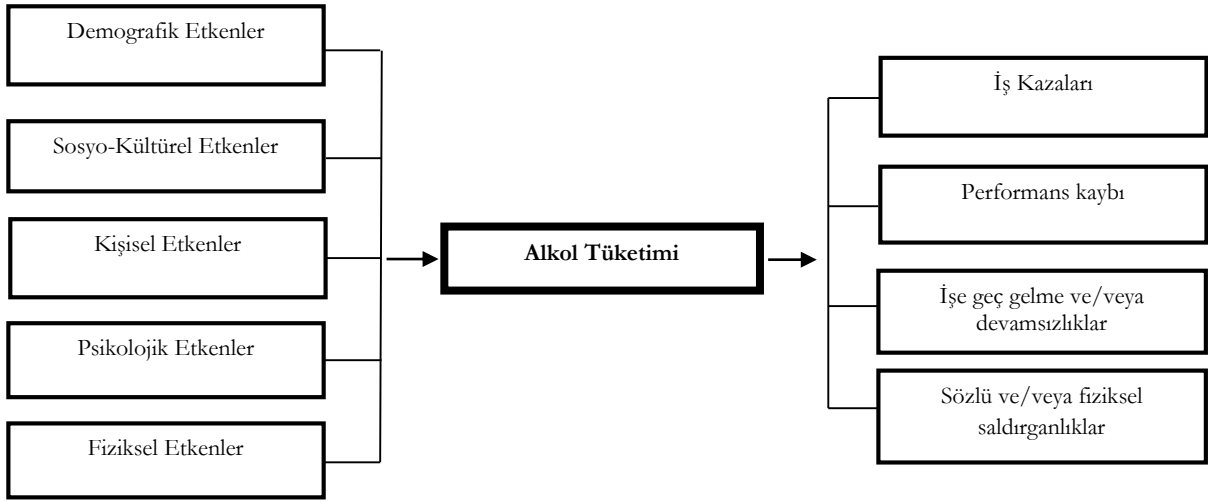 Demografik Etkenler
Sosyo-Kültürel Etkenler
Kişisel Etkenler
Psikolojik Etkenler
Fiziksel Etkenler
Alkol Tüketimi
İş Kazaları
Performans kaybı
İşe geç gelme ve/veya
devamsızlıklar
Sözlü ve/veya fiziksel
saldırganlıklar